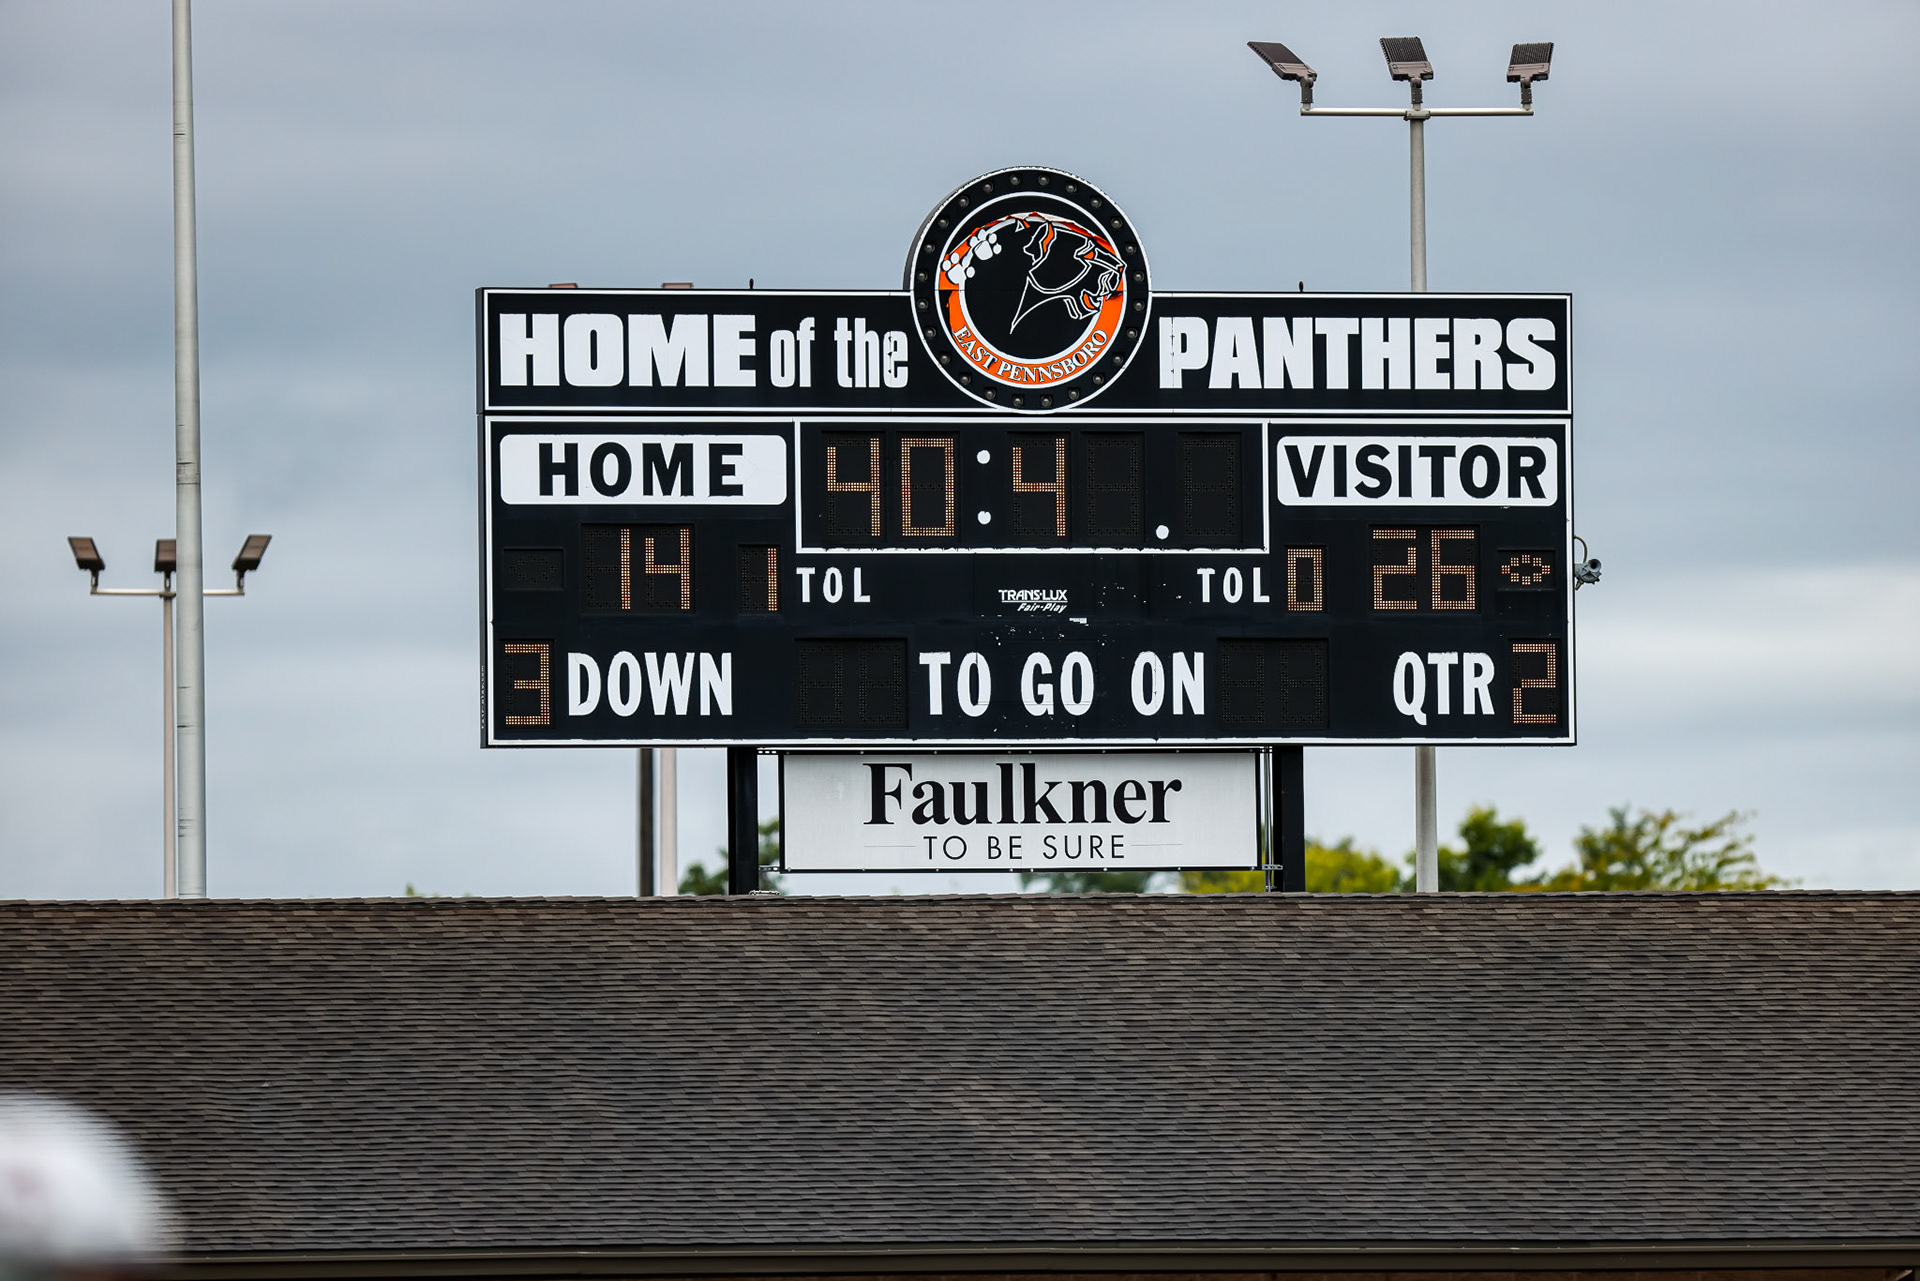 EAST PENNSBORO
HOME of the PANTHERS
HOME 40:4 . VISITOR
14 1 TOL TOL 0 26
TRANS-LUX
Fair-Play
3 DOWN TO GO ON QTR 2
Faulkner
TO BE SURE